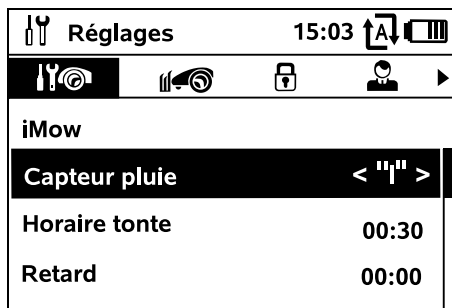 Réglages 15:03 A
iMow
Capteur pluie < "I" >
Horaire tonte 00:30
Retard 00:00